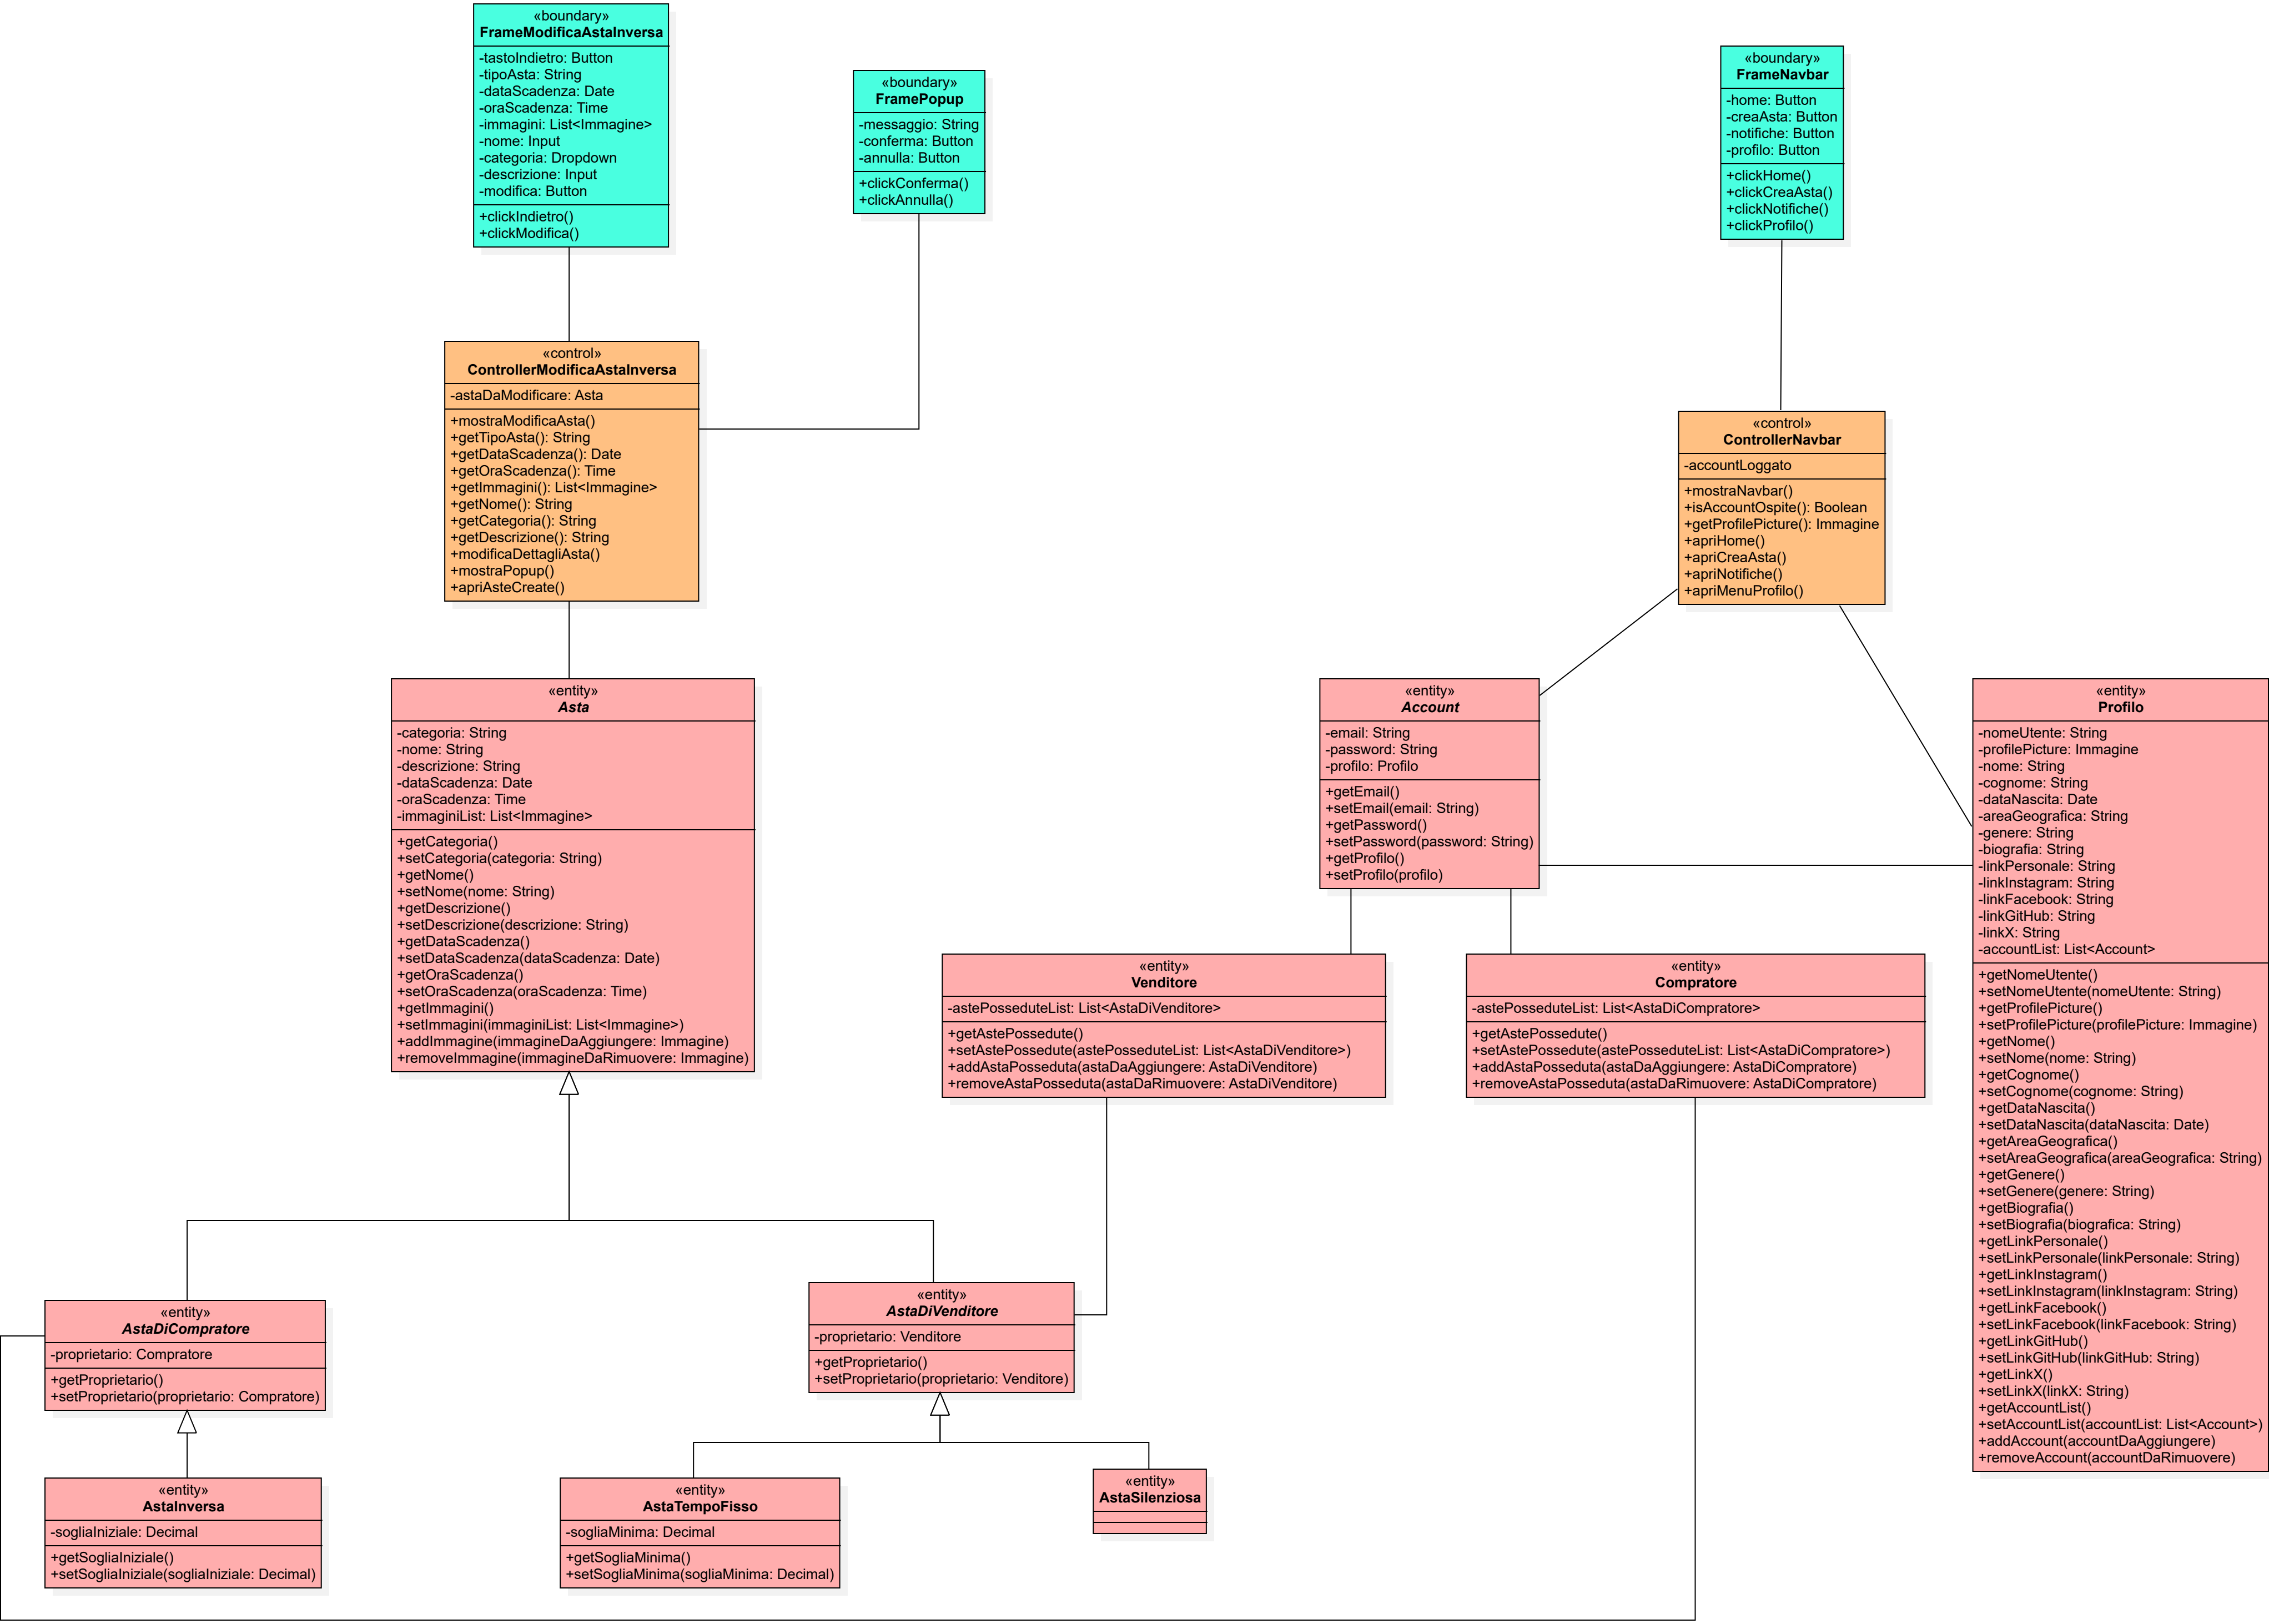 «boundary»
FrameModificaAstaInversa
-tastoIndietro: Button
-tipoAsta: String
-dataScadenza: Date
-oraScadenza: Time
-immagini: List<Immagine>
-nome: Input
-categoria: Dropdown
-descrizione: Input
-modifica: Button
+clickIndietro()
+clickModifica()
«boundary»
FramePopup
-messaggio: String
-conferma: Button
-annulla: Button
+clickConferma()
+clickAnnulla()
«boundary»
FrameNavbar
-home: Button
-creaAsta: Button
-notifiche: Button
-profilo: Button
+clickHome()
+clickCreaAsta()
+clickNotifiche()
+clickProfilo()
«control»
ControllerModificaAstaInversa
-astaDaModificare: Asta
+mostraModificaAsta()
+getTipoAsta(): String
+getDataScadenza(): Date
+getOraScadenza(): Time
+getImmagini(): List<Immagine>
+getNome(): String
+getCategoria(): String
+getDescrizione(): String
+modificaDettagliAsta()
+mostraPopup()
+apriAsteCreate()
«control»
ControllerNavbar
-accountLoggato
+mostraNavbar()
+isAccountOspite(): Boolean
+getProfilePicture(): Immagine
+apriHome()
+apriCreaAsta()
+apriNotifiche()
+apriMenuProfilo()
«entity»
Asta
-categoria: String
-nome: String
-descrizione: String
-dataScadenza: Date
-oraScadenza: Time
-immaginiList: List<Immagine>
+getCategoria()
+setCategoria(categoria: String)
+getNome()
+setNome(nome: String)
+getDescrizione()
+setDescrizione(descrizione: String)
+getDataScadenza()
+setDataScadenza(dataScadenza: Date)
+getOraScadenza()
+setOraScadenza(oraScadenza: Time)
+getImmagini()
+setImmagini(immaginiList: List<Immagine>)
+addImmagine(immagineDaAggiungere: Immagine)
+removeImmagine(immagineDaRimuovere: Immagine)
«entity»
Account
-email: String
-password: String
-profilo: Profilo
+getEmail()
+setEmail(email: String)
+getPassword()
+setPassword(password: String)
+getProfilo()
+setProfilo(profilo)
«entity»
Profilo
-nomeUtente: String
-profilePicture: Immagine
-nome: String
-cognome: String
-dataNascita: Date
-areaGeografica: String
-genere: String
-biografia: String
-linkPersonale: String
-linkInstagram: String
-linkFacebook: String
-linkGitHub: String
-linkX: String
-accountList: List<Account>
+getNomeUtente()
+setNomeUtente(nomeUtente: String)
+getProfilePicture()
+setProfilePicture(profilePicture: Immagine)
+getNome()
+setNome(nome: String)
+getCognome()
+setCognome(cognome: String)
+getDataNascita()
+setDataNascita(dataNascita: Date)
+getAreaGeografica()
+setAreaGeografica(areaGeografica: String)
+getGenere()
+setGenere(genere: String)
+getBiografia()
+setBiografia(biografica: String)
+getLinkPersonale()
+setLinkPersonale(linkPersonale: String)
+getLinkInstagram()
+setLinkInstagram(linkInstagram: String)
+getLinkFacebook()
+setLinkFacebook(linkFacebook: String)
+getLinkGitHub()
+setLinkGitHub(linkGitHub: String)
+getLinkX()
+setLinkX(linkX: String)
+getAccountList()
+setAccountList(accountList: List<Account>)
+addAccount(accountDaAggiungere)
+removeAccount(accountDaRimuovere)
«entity»
Venditore
-astePosseduteList: List<AstaDiVenditore>
+getAstePossedute()
+setAstePossedute(astePosseduteList: List<AstaDiVenditore>)
+addAstaPosseduta(astaDaAggiungere: AstaDiVenditore)
+removeAstaPosseduta(astaDaRimuovere: AstaDiVenditore)
«entity»
Compratore
-astePosseduteList: List<AstaDiCompratore>
+getAstePossedute()
+setAstePossedute(astePosseduteList: List<AstaDiCompratore>)
+addAstaPosseduta(astaDaAggiungere: AstaDiCompratore)
+removeAstaPosseduta(astaDaRimuovere: AstaDiCompratore)
«entity»
AstaDiCompratore
-proprietario: Compratore
+getProprietario()
+setProprietario(proprietario: Compratore)
«entity»
AstaDiVenditore
-proprietario: Venditore
+getProprietario()
+setProprietario(proprietario: Venditore)
«entity»
AstaInversa
-sogliaIniziale: Decimal
+getSogliaIniziale()
+setSogliaIniziale(sogliaIniziale: Decimal)
«entity»
AstaTempoFisso
-sogliaMinima: Decimal
+getSogliaMinima()
+setSogliaMinima(sogliaMinima: Decimal)
«entity»
AstaSilenziosa